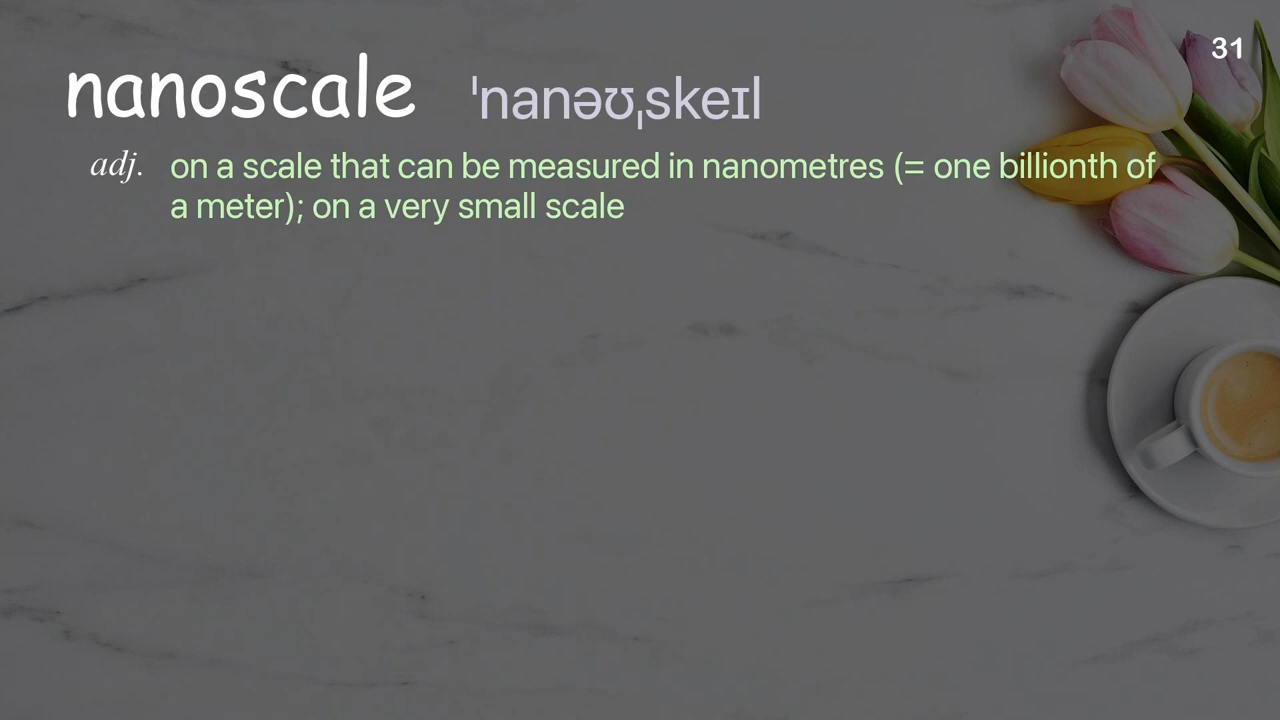 31
nanoscale ˈnanəʊˌskeɪl
adj. on a scale that can be measured in nanometres (= one billionth of
a meter); on a very small scale